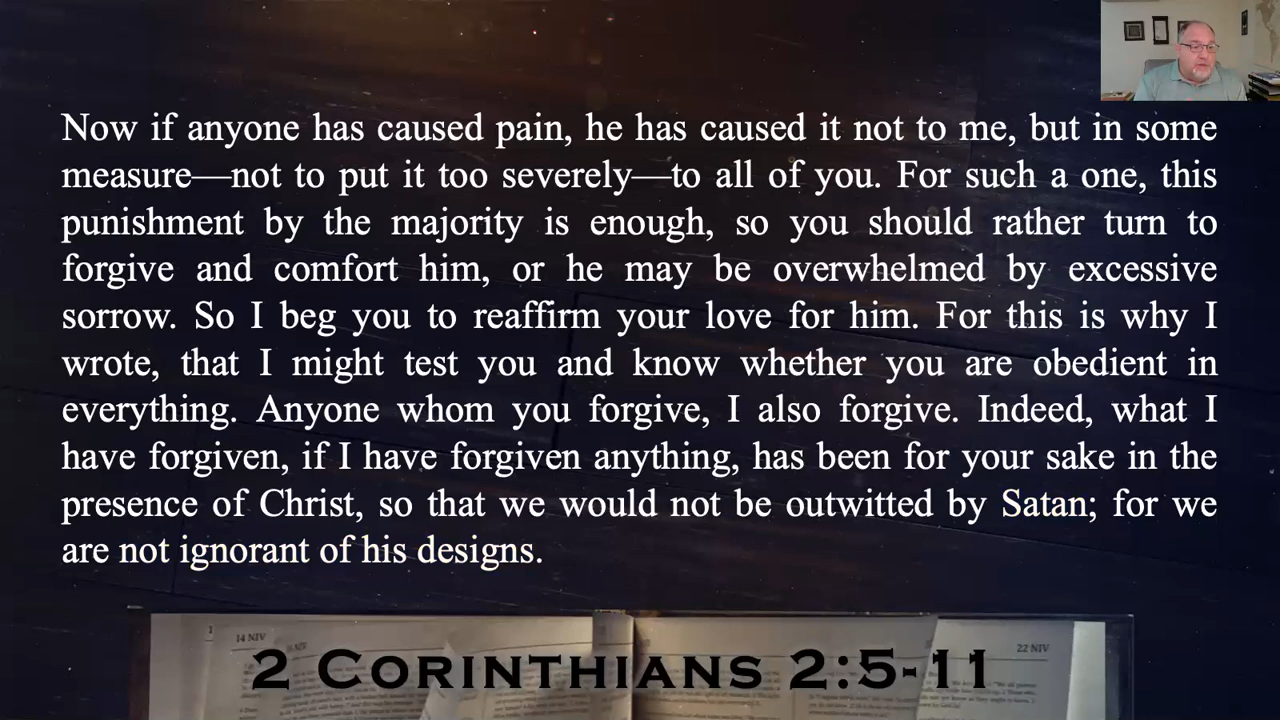 Now if anyone has caused pain, he has caused it not to me, but in some
measure—not to put it too severely—to all of you. For such a one, this
punishment by the majority is enough, so you should rather turn to
forgive and comfort him, or he may be overwhelmed by excessive
sorrow. So I beg you to reaffirm your love for him. For this is why I
wrote, that I might test you and know whether you are obedient in
everything. Anyone whom you forgive, I also forgive. Indeed, what I
have forgiven, if I have forgiven anything, has been for your sake in the
presence of Christ, so that we would not be outwitted by Satan; for we
are not ignorant of his designs.
14 NIV
22 NIV
2 Corinthians 2:5-11